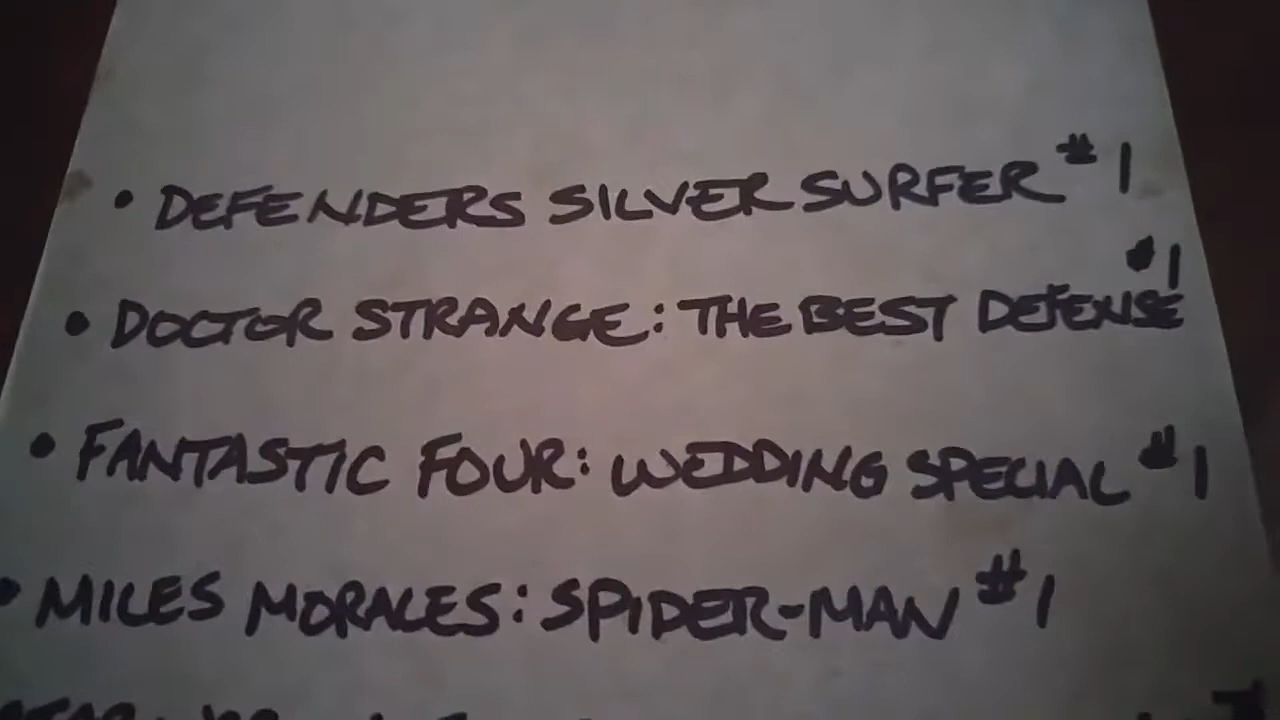 • DEFENDERS SILVER SURFER #1
• DOCTOR STRANGE: THE BEST DEFENSE #1
• FANTASTIC FOUR: WEDDING SPECIAL #1
• MILES MORALES: SPIDER-MAN #1